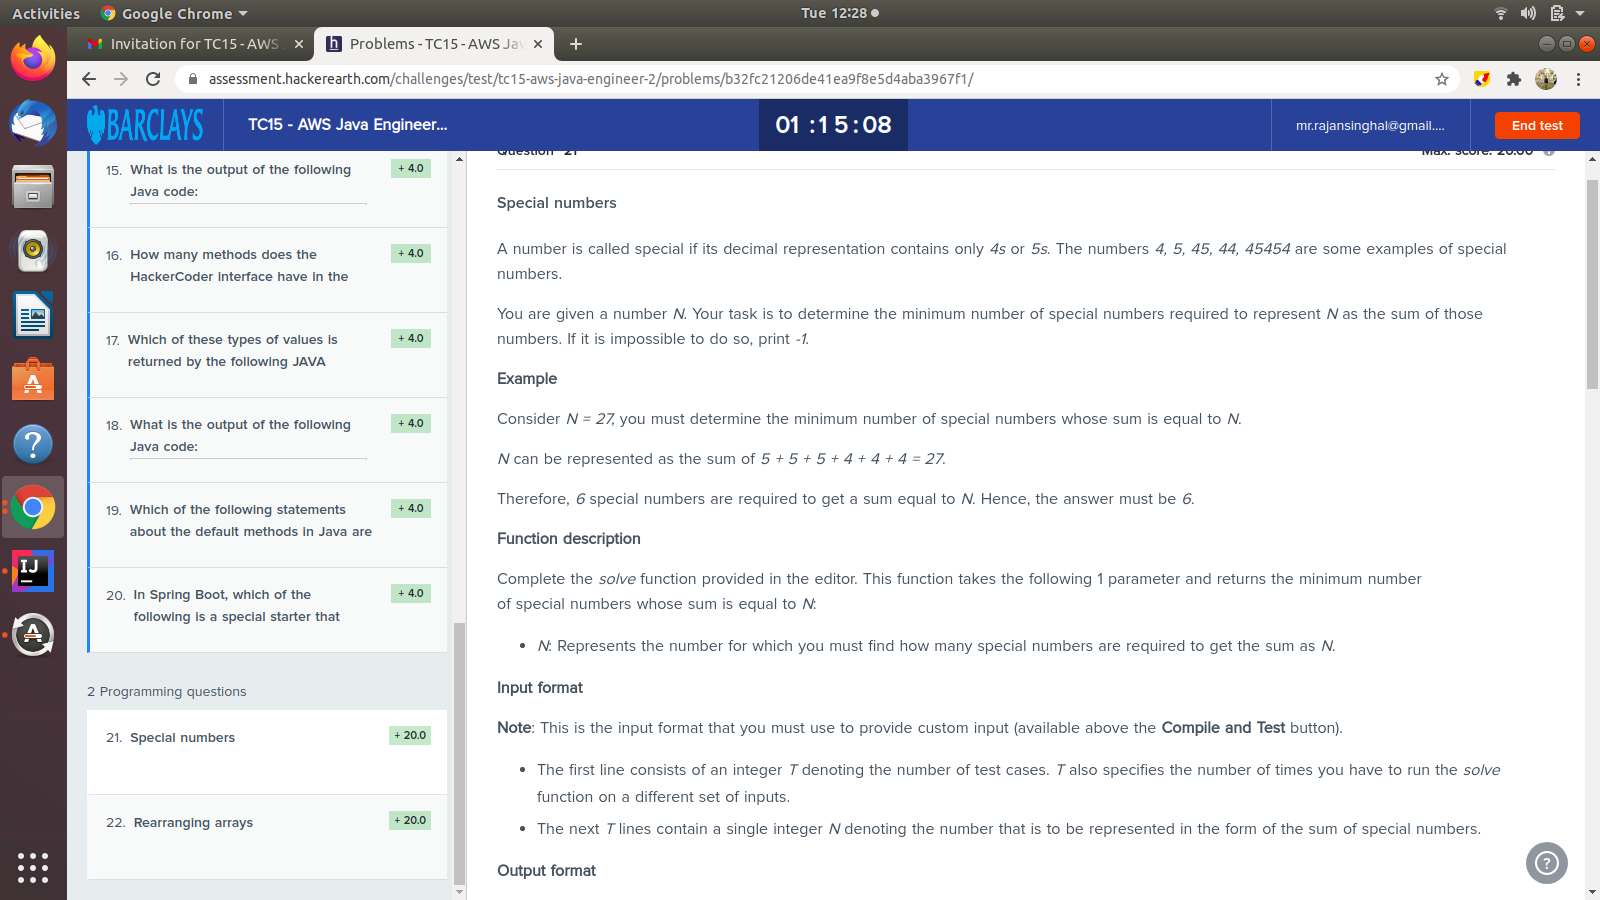 Activities
Google Chrome
Tue 12:28
Invitation for TC15 - AWS
Problems - TC15 - AWS Jav
assessment.hackerearth.com/challenges/test/tc15-aws-java-engineer-2/problems/b32fc21206de41ea9f8e5d4aba3967f1/
BARCLAYS
TC15 - AWS Java Engineer...
01 :15:08
mr.rajansinghal@gmail....
End test
15. What is the output of the following
Java code:
+ 4.0
16. How many methods does the
HackerCoder interface have in the
+ 4.0
17. Which of these types of values is
returned by the following JAVA
+ 4.0
18. What is the output of the following
Java code:
+ 4.0
19. Which of the following statements
about the default methods in Java are
+ 4.0
20. In Spring Boot, which of the
following is a special starter that
+ 4.0
2 Programming questions
21. Special numbers
+ 20.0
22. Rearranging arrays
+ 20.0
Question 21
Max. score: 20.00
Special numbers
A number is called special if its decimal representation contains only 4s or 5s. The numbers 4, 5, 45, 44, 45454 are some examples of special
numbers.
You are given a number N. Your task is to determine the minimum number of special numbers required to represent N as the sum of those
numbers. If it is impossible to do so, print -1.
Example
Consider N = 27, you must determine the minimum number of special numbers whose sum is equal to N.
N can be represented as the sum of 5 + 5 + 5 + 4 + 4 + 4 = 27.
Therefore, 6 special numbers are required to get a sum equal to N. Hence, the answer must be 6.
Function description
Complete the solve function provided in the editor. This function takes the following 1 parameter and returns the minimum number
of special numbers whose sum is equal to N:
• N: Represents the number for which you must find how many special numbers are required to get the sum as N.
Input format
Note: This is the input format that you must use to provide custom input (available above the Compile and Test button).
• The first line consists of an integer T denoting the number of test cases. T also specifies the number of times you have to run the solve
function on a different set of inputs.
• The next T lines contain a single integer N denoting the number that is to be represented in the form of the sum of special numbers.
Output format